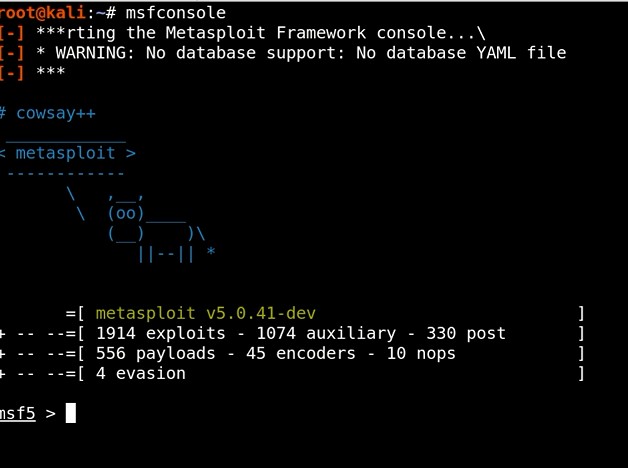 root@kali:~# msfconsole
[-] ***rting the Metasploit Framework console...\
[-] * WARNING: No database support: No database YAML file
[-] ***
# cowsay++
 ____________
< metasploit >
 ------------
       \   ,__,
        \  (oo)____
           (__)    )\
              ||--|| *
       =[ metasploit v5.0.41-dev                          ]
+ -- --=[ 1914 exploits - 1074 auxiliary - 330 post       ]
+ -- --=[ 556 payloads - 45 encoders - 10 nops            ]
+ -- --=[ 4 evasion                                       ]
msf5 >